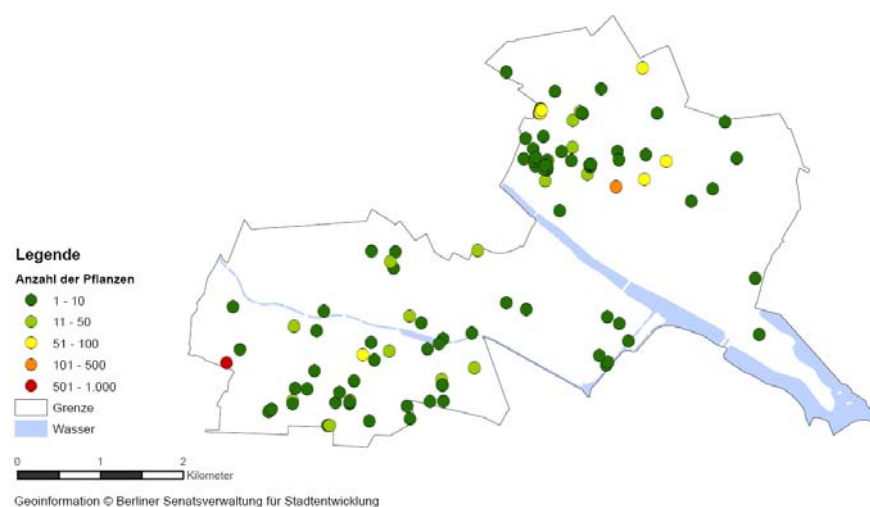 Legende
Anzahl der Pflanzen
1 - 10
11 - 50
51 - 100
101 - 500
501 - 1.000
Grenze
Wasser
0 1 2
Kilometer
Geoinformation © Berliner Senatsverwaltung für Stadtentwicklung